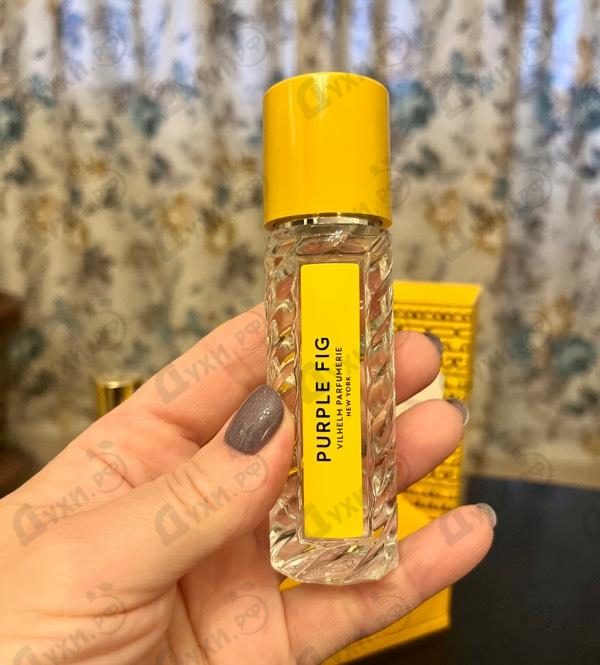 PURPLE FIG
VILHELM PARFUMERIE
NEW YORK
Духи.рф